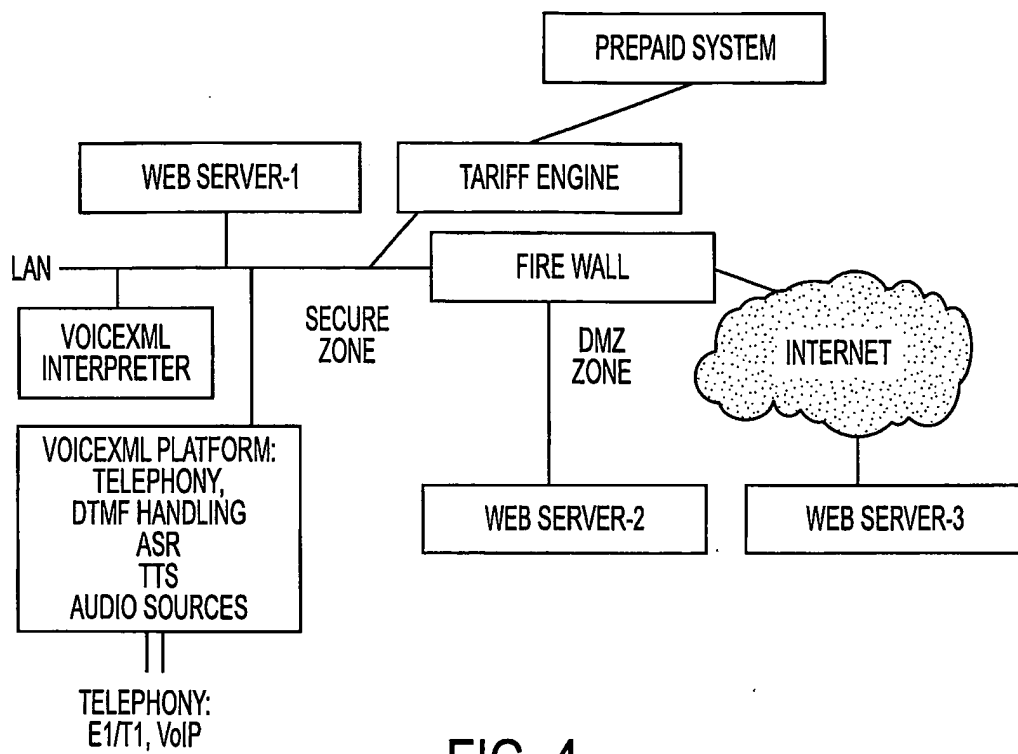 PREPAID SYSTEM
WEB SERVER-1
TARIFF ENGINE
LAN
FIRE WALL
VOICEXML
INTERPRETER
SECURE
ZONE
DMZ
ZONE
INTERNET
VOICEXML PLATFORM:
TELEPHONY,
DTMF HANDLING
ASR
TTS
AUDIO SOURCES
WEB SERVER-2
WEB SERVER-3
TELEPHONY:
E1/T1, VoIP
FIG. 4